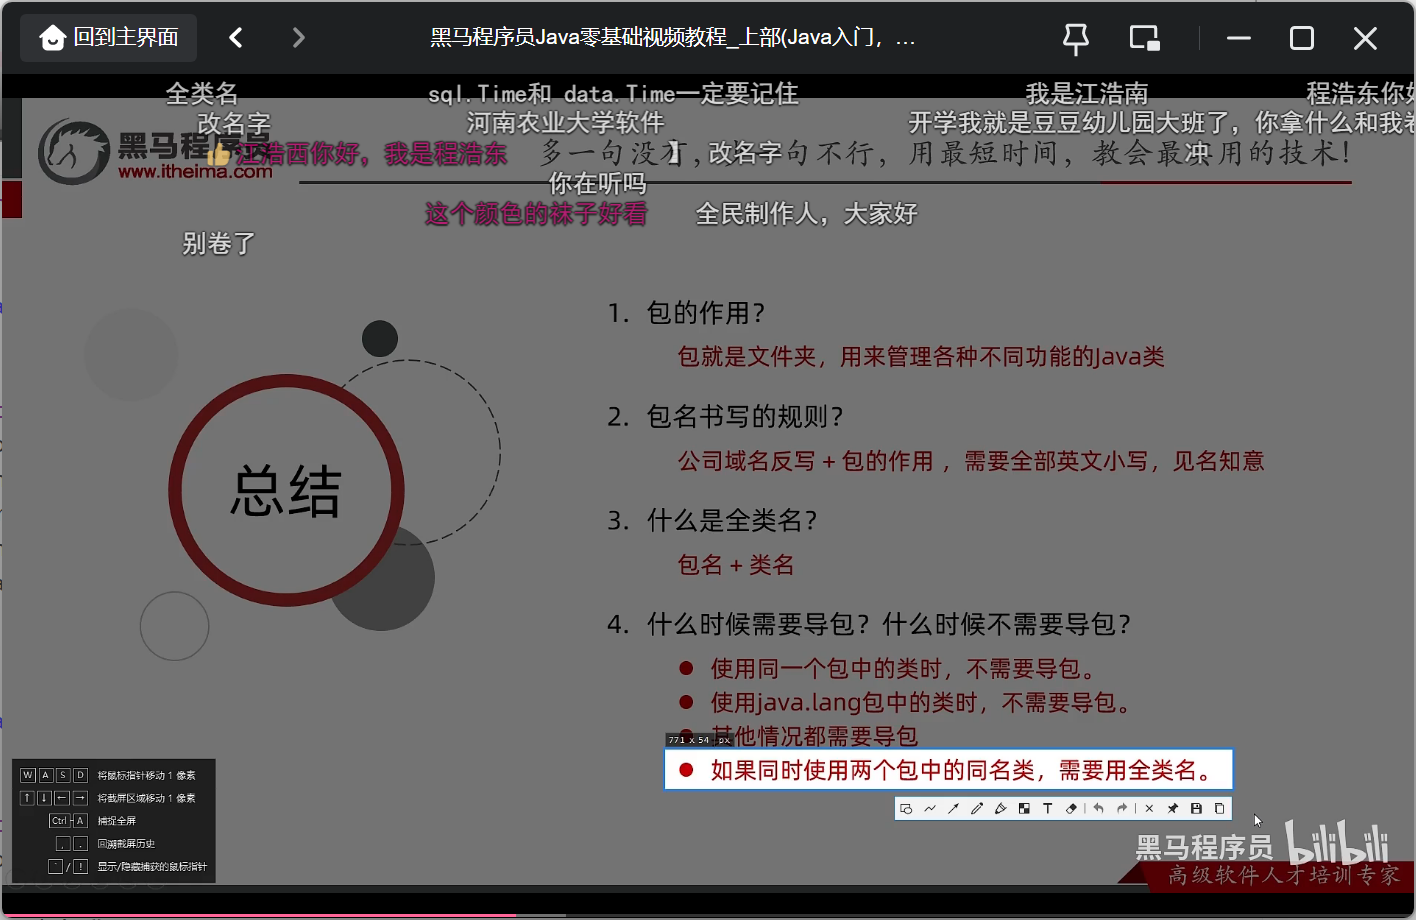 回到主界面
黑马程序员Java零基础视频教程_上部(Java入门，...
全类名
sql.Time和 data.Time一定要记住
我是江浩南
程浩东你好
改名字
河南农业大学软件
开学我就是豆豆幼儿园大班了，你拿什么和我卷
黑马程序员
www.itheima.com
江浩西你好，我是程浩东
改名字
多一句没有，
句不行，用最短时间，教会最实用的技术！
冲
你在听吗
这个颜色的袜子好看
全民制作人，大家好
别卷了
总结
1. 包的作用？
包就是文件夹，用来管理各种不同功能的Java类
2. 包名书写的规则？
公司域名反写 + 包的作用 ，需要全部英文小写，见名知意
3. 什么是全类名？
包名 + 类名
4. 什么时候需要导包？什么时候不需要导包？
使用同一个包中的类时，不需要导包。
使用java.lang包中的类时，不需要导包。
其他情况都需要导包
771 x 54 px
如果同时使用两个包中的同名类，需要用全类名。
W A S D 将鼠标指针移动 1 像素
↑ ↓ ← → 将截屏区域移动 1 像素
Ctrl - A 捕捉全屏
, . 回溯截屏历史
` / ! 显示/隐藏捕获的鼠标指针
黑马程序员 bilibili
高级软件人才培训专家